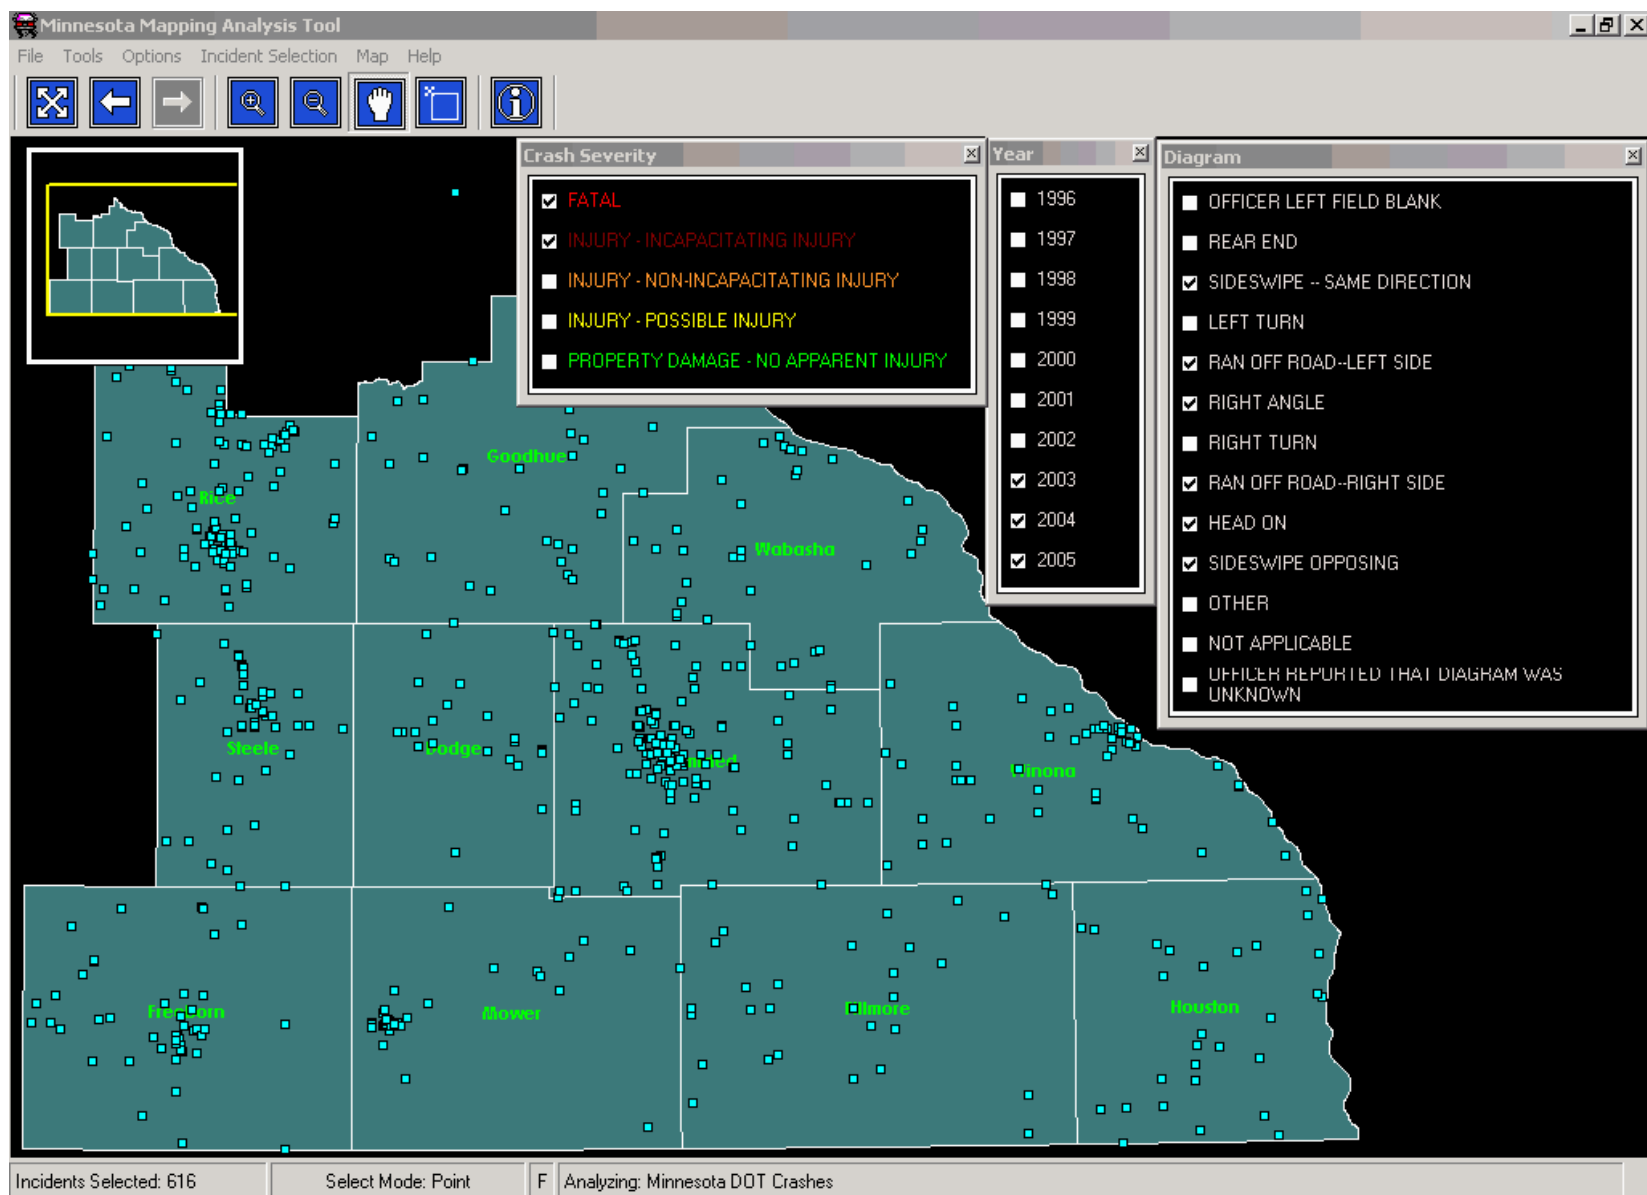 Minnesota Mapping Analysis Tool
File Tools Options Incident Selection Map Help
Crash Severity
FATAL
INJURY - INCAPACITATING INJURY
INJURY - NON-INCAPACITATING INJURY
INJURY - POSSIBLE INJURY
PROPERTY DAMAGE - NO APPARENT INJURY
Year
1996
1997
1998
1999
2000
2001
2002
2003
2004
2005
Diagram
OFFICER LEFT FIELD BLANK
REAR END
SIDESWIPE -- SAME DIRECTION
LEFT TURN
RAN OFF ROAD--LEFT SIDE
RIGHT ANGLE
RIGHT TURN
RAN OFF ROAD--RIGHT SIDE
HEAD ON
SIDESWIPE OPPOSING
OTHER
NOT APPLICABLE
OFFICER REPORTED THAT DIAGRAM WAS
UNKNOWN
Goodhue
Rice
Wabasha
Steele
Dodge
Winona
Freeborn
Mower
Fillmore
Houston
Incidents Selected: 616
Select Mode: Point
F
Analyzing: Minnesota DOT Crashes